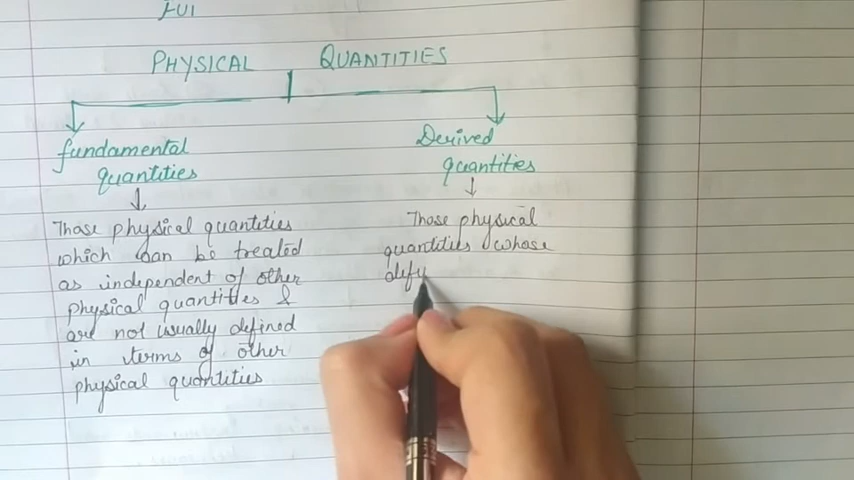 PHYSICAL QUANTITIES
fundamental
quantities
Those physical quantities
which can be treated
as independent of other
physical quantities &
are not usually defined
in terms of other
physical quantities
Derived
quantities
Those physical
quantities whose